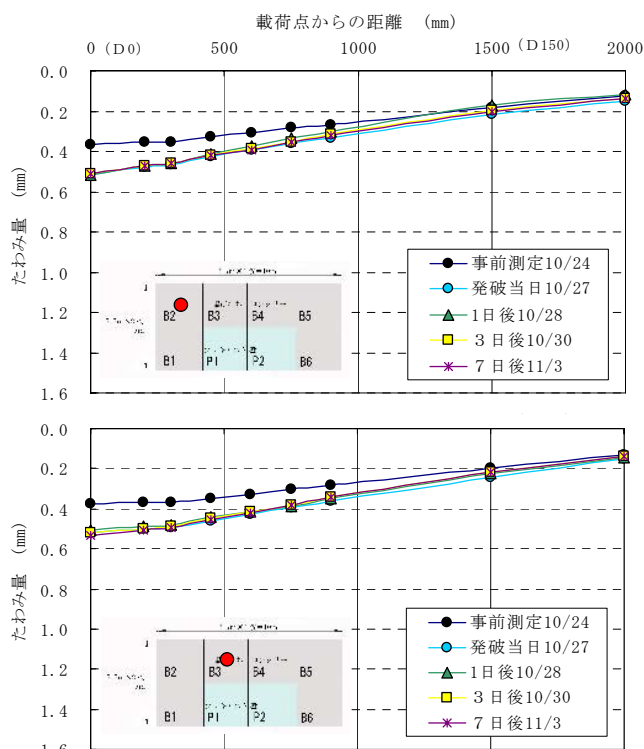 載荷点からの距離 (mm)
0 (D0) 500 1000 1500 (D150) 2000
たわみ量 (mm)
0.0
0.2
0.4
0.6
0.8
1.0
1.2
1.4
1.6
B2 B3 B4 B5
B1 P1 P2 B6
事前測定10/24
発破当日10/27
1日後10/28
3日後10/30
7日後11/3
たわみ量 (mm)
0.0
0.2
0.4
0.6
0.8
1.0
1.2
1.4
1.6
B2 B3 B4 B5
B1 P1 P2 B6
事前測定10/24
発破当日10/27
1日後10/28
3日後10/30
7日後11/3